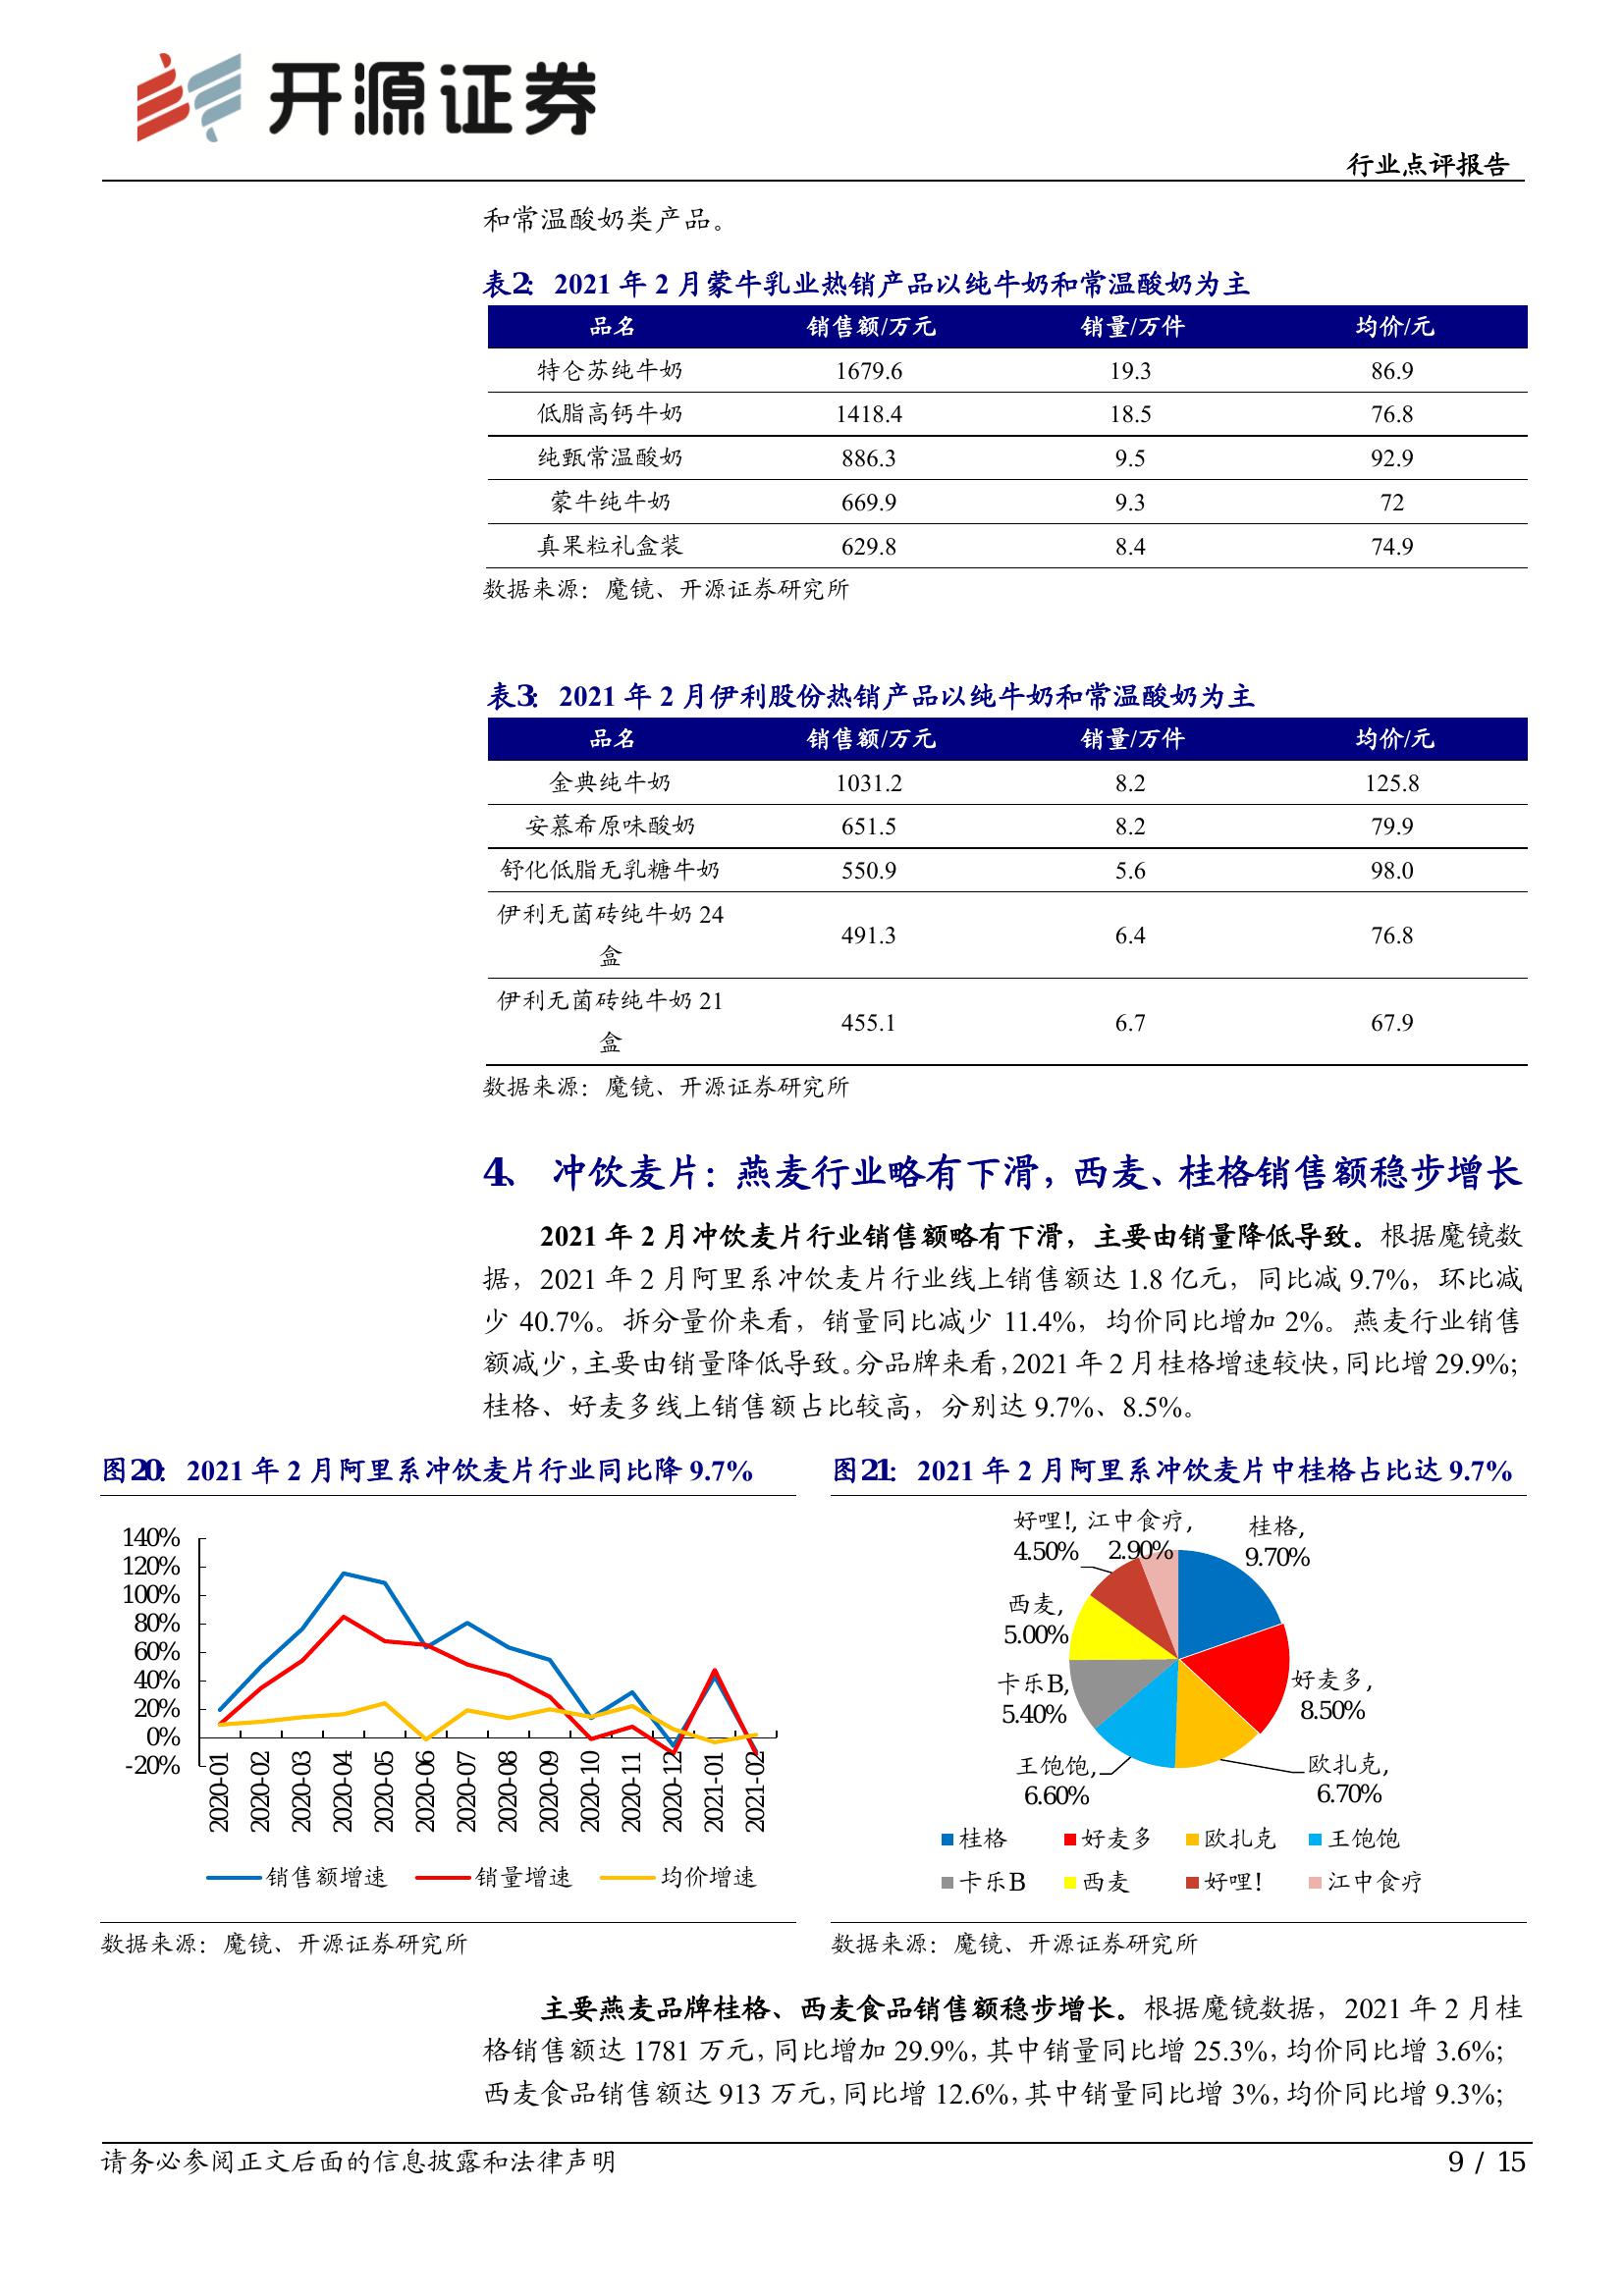 开源证券
行业点评报告
和常温酸奶类产品。
表2：2021 年 2 月蒙牛乳业热销产品以纯牛奶和常温酸奶为主
品名 销售额/万元 销量/万件 均价/元
特仑苏纯牛奶 1679.6 19.3 86.9
低脂高钙牛奶 1418.4 18.5 76.8
纯甄常温酸奶 886.3 9.5 92.9
蒙牛纯牛奶 669.9 9.3 72
真果粒礼盒装 629.8 8.4 74.9
数据来源：魔镜、开源证券研究所
表3：2021 年 2 月伊利股份热销产品以纯牛奶和常温酸奶为主
品名 销售额/万元 销量/万件 均价/元
金典纯牛奶 1031.2 8.2 125.8
安慕希原味酸奶 651.5 8.2 79.9
舒化低脂无乳糖牛奶 550.9 5.6 98.0
伊利无菌砖纯牛奶 24
盒 491.3 6.4 76.8
伊利无菌砖纯牛奶 21
盒 455.1 6.7 67.9
数据来源：魔镜、开源证券研究所
4、 冲饮麦片：燕麦行业略有下滑，西麦、桂格销售额稳步增长
2021 年 2 月冲饮麦片行业销售额略有下滑，主要由销量降低导致。根据魔镜数
据，2021 年 2 月阿里系冲饮麦片行业线上销售额达 1.8 亿元，同比减 9.7%，环比减
少 40.7%。拆分量价来看，销量同比减少 11.4%，均价同比增加 2%。燕麦行业销售
额减少，主要由销量降低导致。分品牌来看，2021 年 2 月桂格增速较快，同比增 29.9%；
桂格、好麦多线上销售额占比较高，分别达 9.7%、8.5%。
图20：2021 年 2 月阿里系冲饮麦片行业同比降 9.7%
140%
120%
100%
80%
60%
40%
20%
0%
-20%
2020-01 2020-02 2020-03 2020-04 2020-05 2020-06 2020-07 2020-08 2020-09 2020-10 2020-11 2020-12 2021-01 2021-02
销售额增速 销量增速 均价增速
数据来源：魔镜、开源证券研究所
图21：2021 年 2 月阿里系冲饮麦片中桂格占比达 9.7%
好哩!, 江中食疗, 桂格,
4.50% 2.90% 9.70%
西麦,
5.00%
卡乐B, 好麦多,
5.40% 8.50%
王饱饱, 欧扎克,
6.60% 6.70%
桂格 好麦多 欧扎克 王饱饱
卡乐B 西麦 好哩! 江中食疗
数据来源：魔镜、开源证券研究所
主要燕麦品牌桂格、西麦食品销售额稳步增长。根据魔镜数据，2021 年 2 月桂
格销售额达 1781 万元，同比增加 29.9%，其中销量同比增 25.3%，均价同比增 3.6%；
西麦食品销售额达 913 万元，同比增 12.6%，其中销量同比增 3%，均价同比增 9.3%；
请务必参阅正文后面的信息披露和法律声明
9 / 15